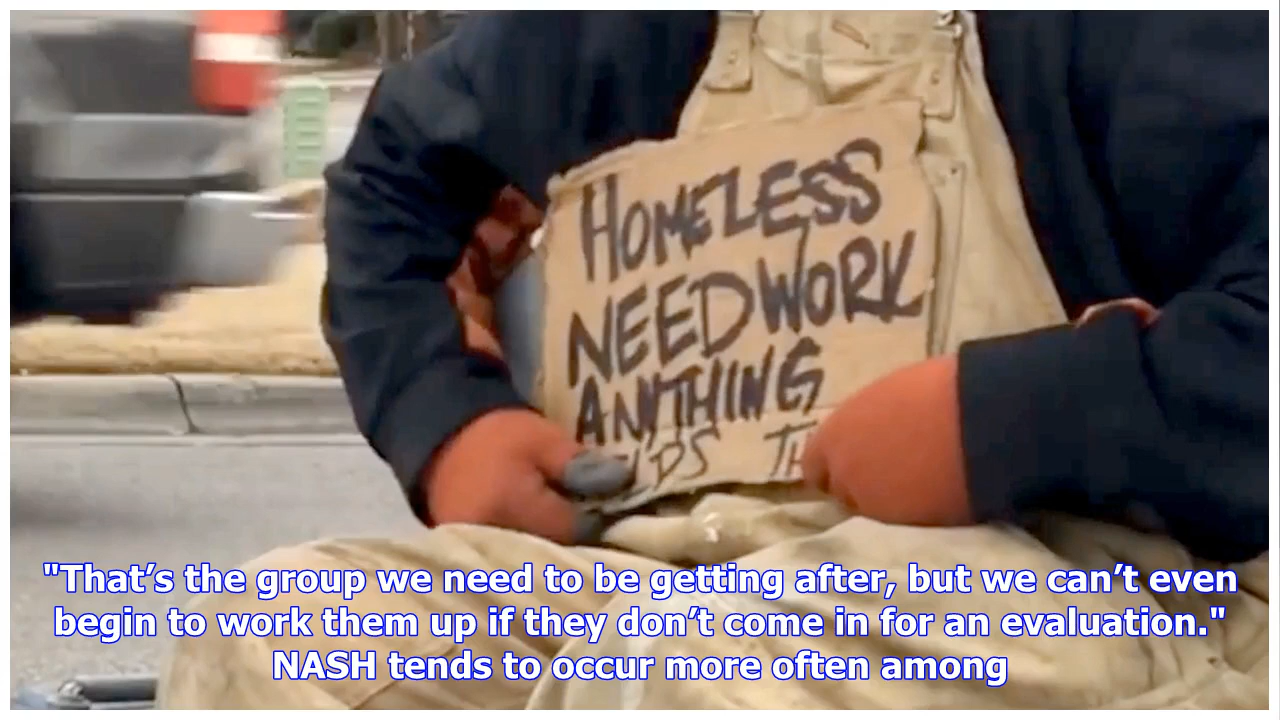 HOMELESS
NEED WORK
ANYTHING
"That’s the group we need to be getting after, but we can’t even
begin to work them up if they don’t come in for an evaluation."
NASH tends to occur more often among